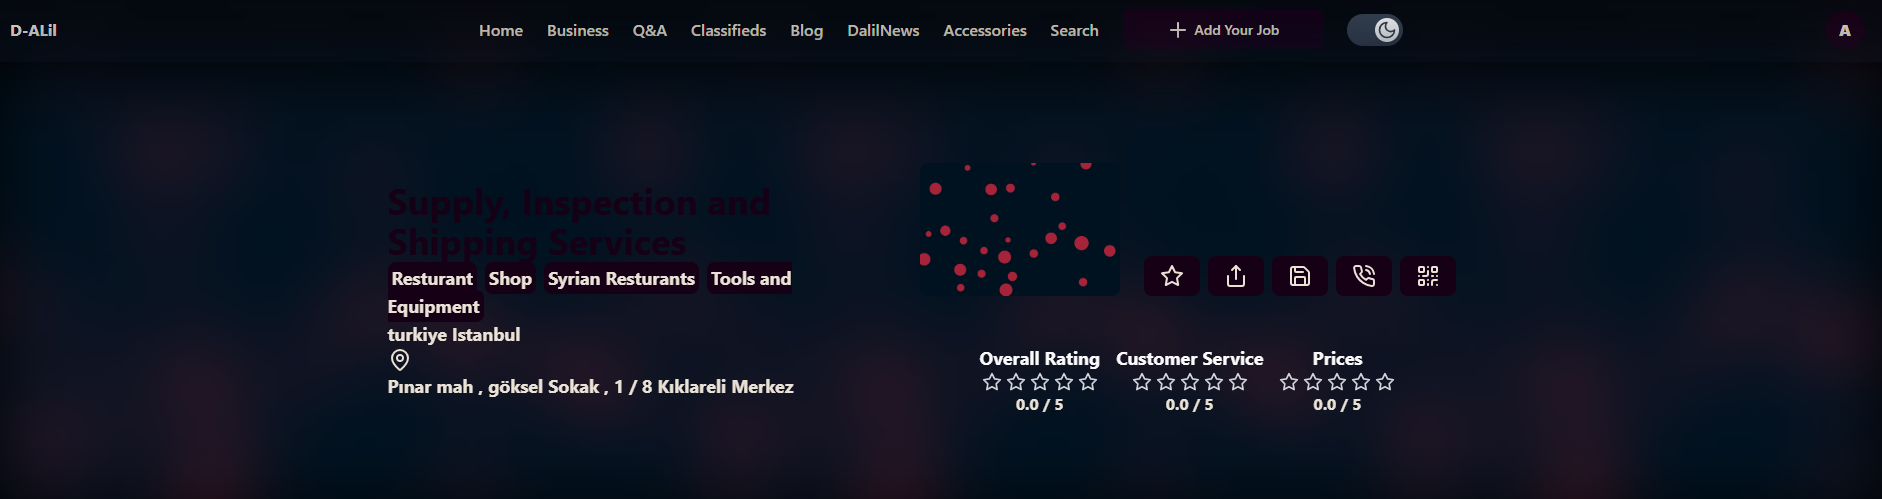 D-ALil
Home Business Q&A Classifieds Blog DalilNews Accessories Search Add Your Job A
Supply, Inspection and
Shipping Services
Resturant Shop Syrian Resturants Tools and
Equipment
turkiye Istanbul
Pınar mah , göksel Sokak , 1 / 8 Kıklareli Merkez
Overall Rating Customer Service Prices
0.0 / 5 0.0 / 5 0.0 / 5